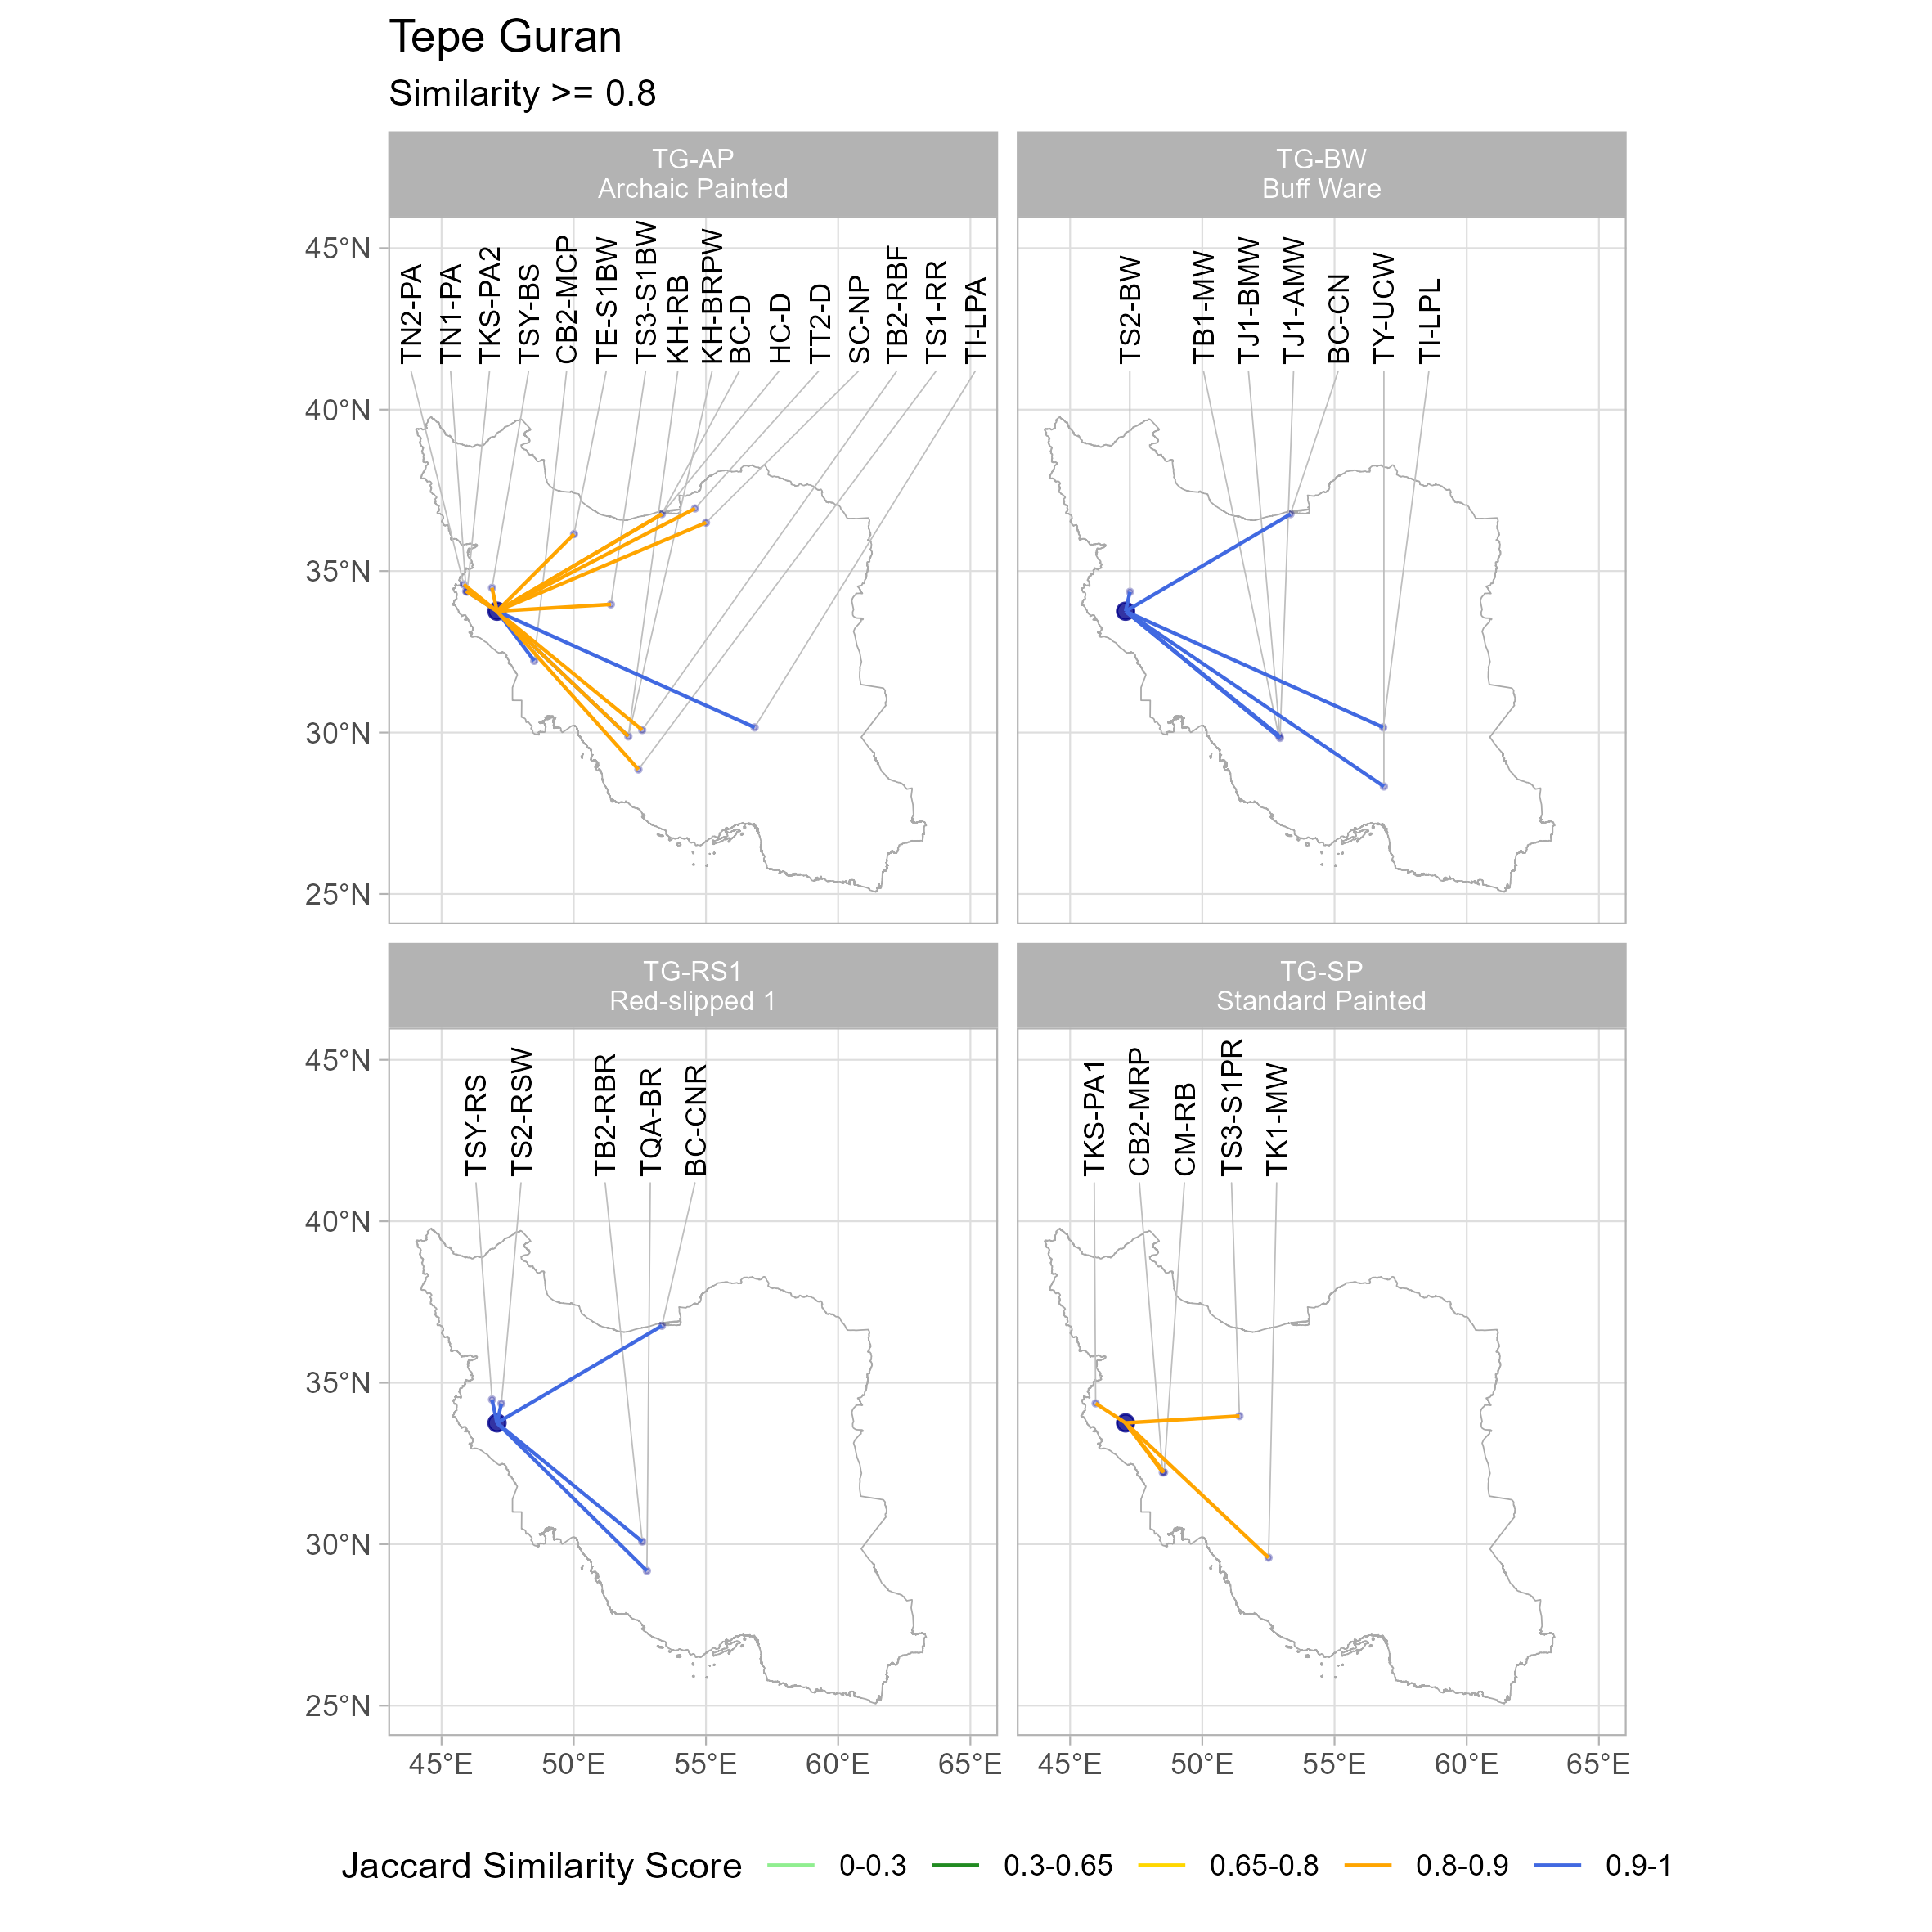 Tepe Guran
Similarity >= 0.8
TG-AP
Archaic Painted
TG-BW
Buff Ware
45°N
40°N
35°N
30°N
25°N
TN2-PA
TN1-PA
TKS-PA2
TSY-BS
CB2-MCP
TE-S1BW
TS3-S1BW
KH-RB
KH-BRPW
BC-D
HC-D
TT2-D
SC-NP
TB2-RBF
TS1-RR
TI-LPA
TS2-BW
TB1-MW
TJ1-BMW
TJ1-AMW
BC-CN
TY-UCW
TI-LPL
TG-RS1
Red-slipped 1
TG-SP
Standard Painted
45°N
40°N
35°N
30°N
25°N
TSY-RS
TS2-RSW
TB2-RBR
TQA-BR
BC-CNR
TKS-PA1
CB2-MRP
CM-RB
TS3-S1PR
TK1-MW
45°E 50°E 55°E 60°E 65°E 45°E 50°E 55°E 60°E 65°E
Jaccard Similarity Score 0-0.3 0.3-0.65 0.65-0.8 0.8-0.9 0.9-1